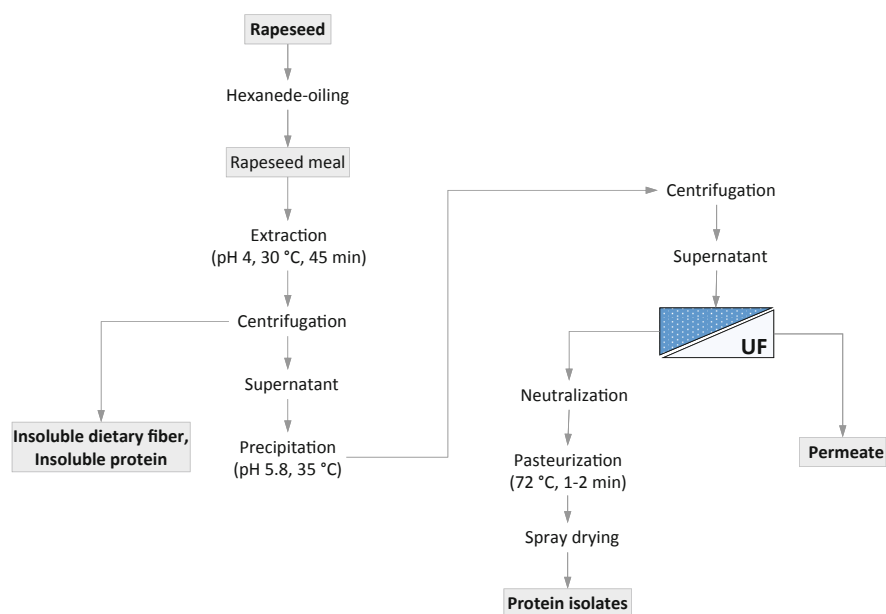 Rapeseed
Hexanede-oiling
Rapeseed meal
Extraction
(pH 4, 30 °C, 45 min)
Centrifugation
Supernatant
Insoluble dietary fiber,
Insoluble protein
Precipitation
(pH 5.8, 35 °C)
Centrifugation
Supernatant
UF
Neutralization
Pasteurization
(72 °C, 1-2 min)
Spray drying
Protein isolates
Permeate